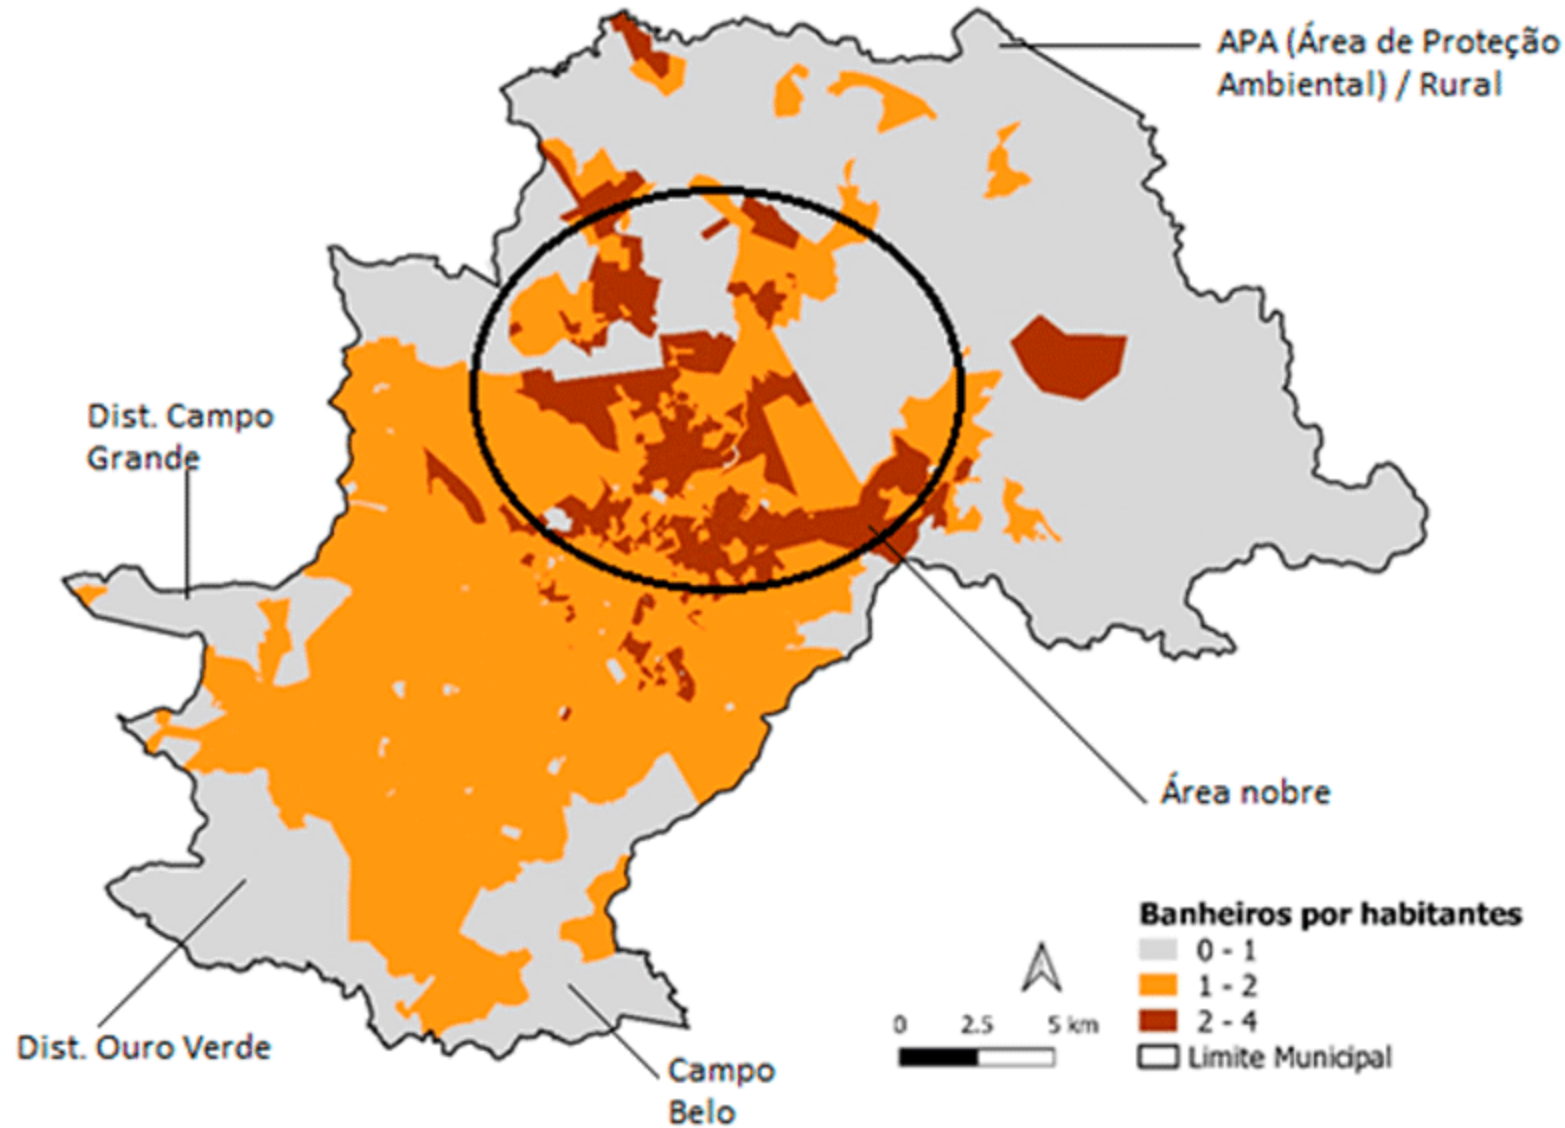 APA (Área de Proteção
Ambiental) / Rural
Dist. Campo
Grande
Área nobre
Banheiros por habitantes
0 - 1
1 - 2
2 - 4
Limite Municipal
0 2.5 5 km
Dist. Ouro Verde
Campo
Belo